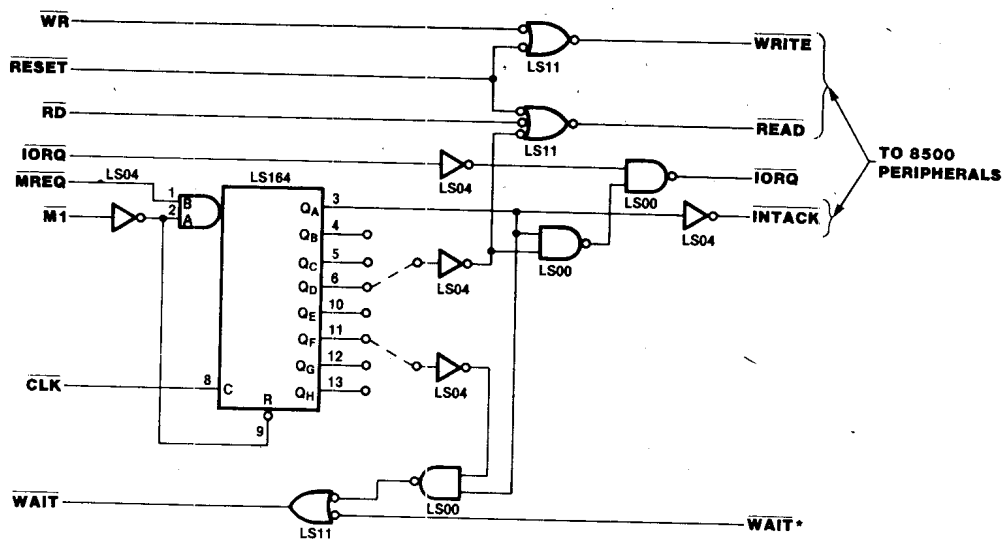 WR
WRITE
LS11
RESET
RD
READ
LS11
IORQ
LS04
IORQ
LS00
TO 8500
PERIPHERALS
MREQ
LS04
LS164
1
B
2
A
M1
QA
3
INTACK
LS04
QB
4
LS00
QC
5
QD
6
LS04
QE
10
QF
11
QG
12
LS04
QH
13
CLK
8
C
R
9
LS00
WAIT
LS11
WAIT*